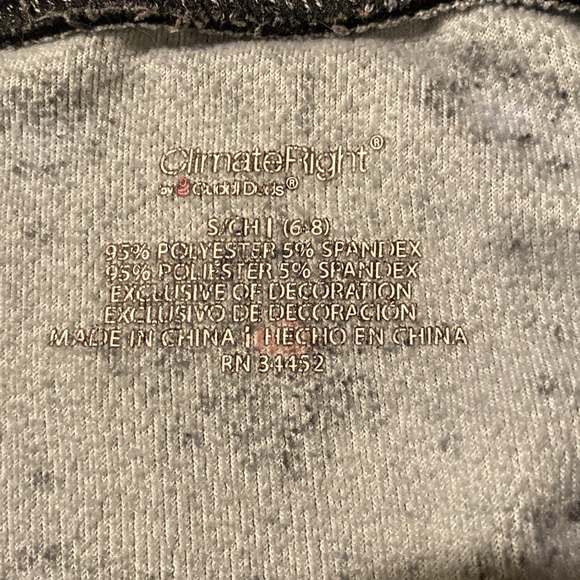 ClimateRight®
by Cuddl Duds®
S/CH | (6-8)
95% POLYESTER 5% SPANDEX
95% POLIESTER 5% SPANDEX
EXCLUSIVE OF DECORATION
EXCLUSIVO DE DECORACIÓN
MADE IN CHINA | HECHO EN CHINA
RN 34452